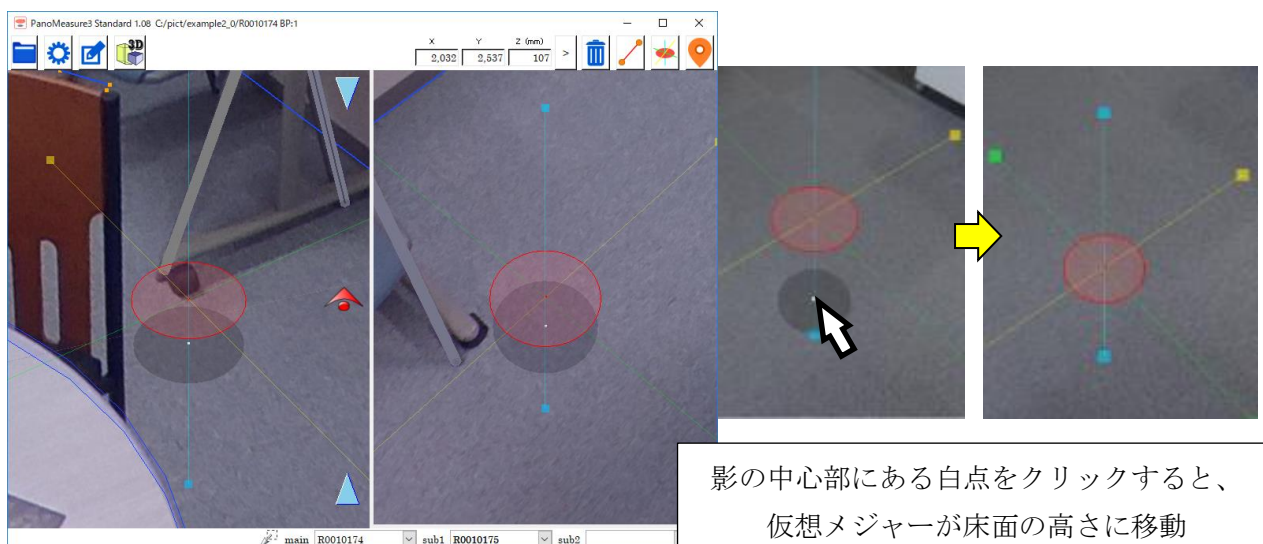 PanoMeasure3 Standard 1.08 C:/pict/example2_0/R0010174 BP:1
3D
X Y Z (mm)
2,032 2,537 107 >
影の中心部にある白点をクリックすると、
仮想メジャーが床面の高さに移動
main R0010174 sub1 R0010175 sub2